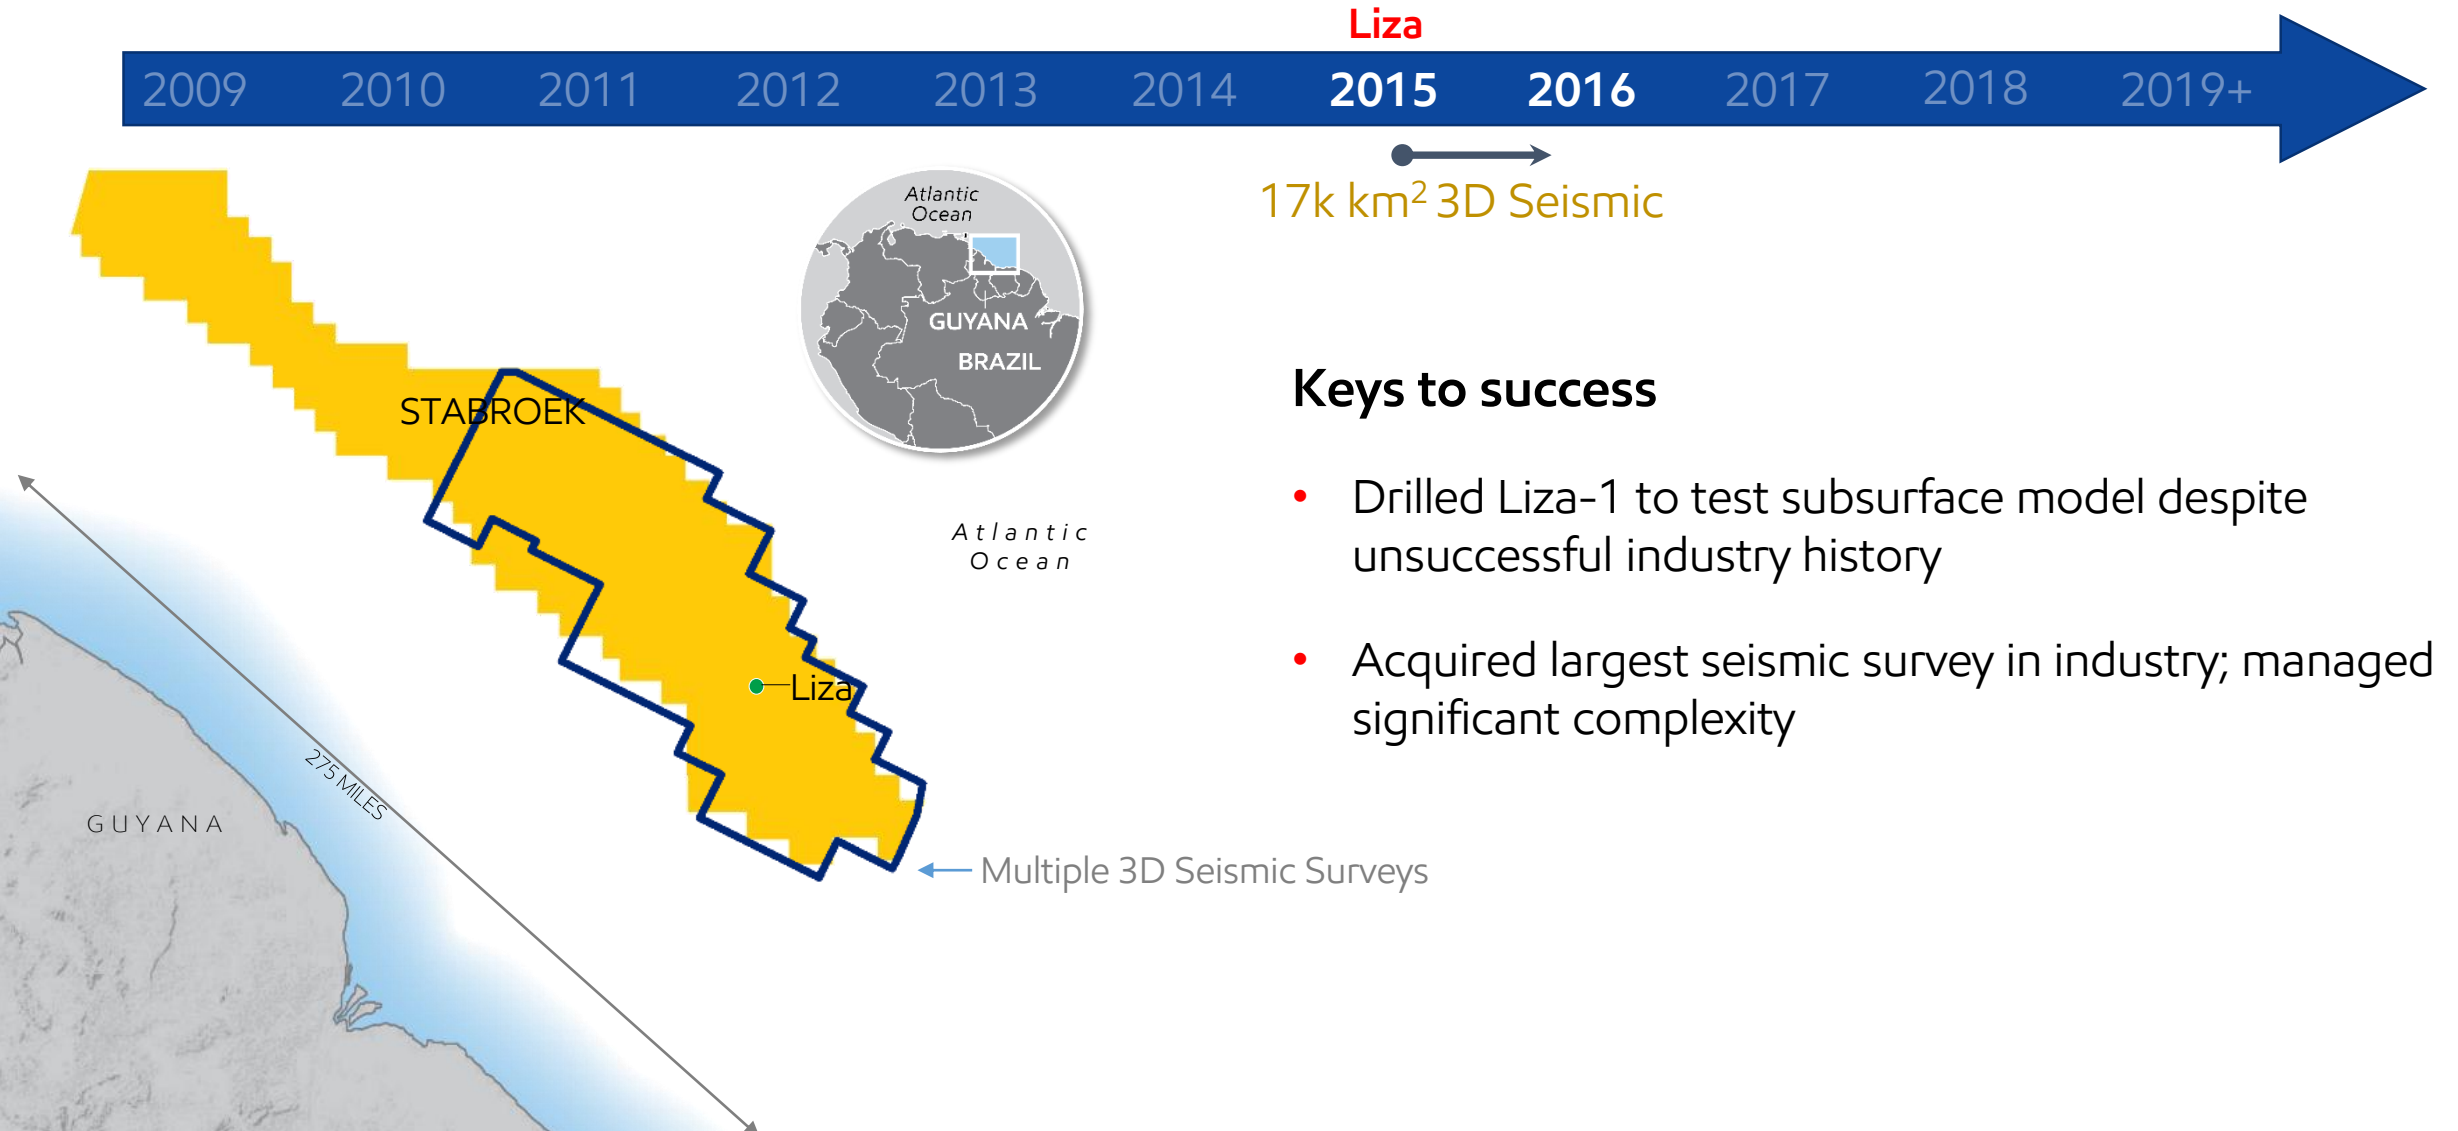 Liza
2009 2010 2011 2012 2013 2014 2015 2016 2017 2018 2019+
17k km² 3D Seismic
Atlantic
Ocean
GUYANA
BRAZIL
STABROEK
Atlantic
Ocean
Liza
275 MILES
GUYANA
Multiple 3D Seismic Surveys
Keys to success
• Drilled Liza-1 to test subsurface model despite
unsuccessful industry history
• Acquired largest seismic survey in industry; managed
significant complexity